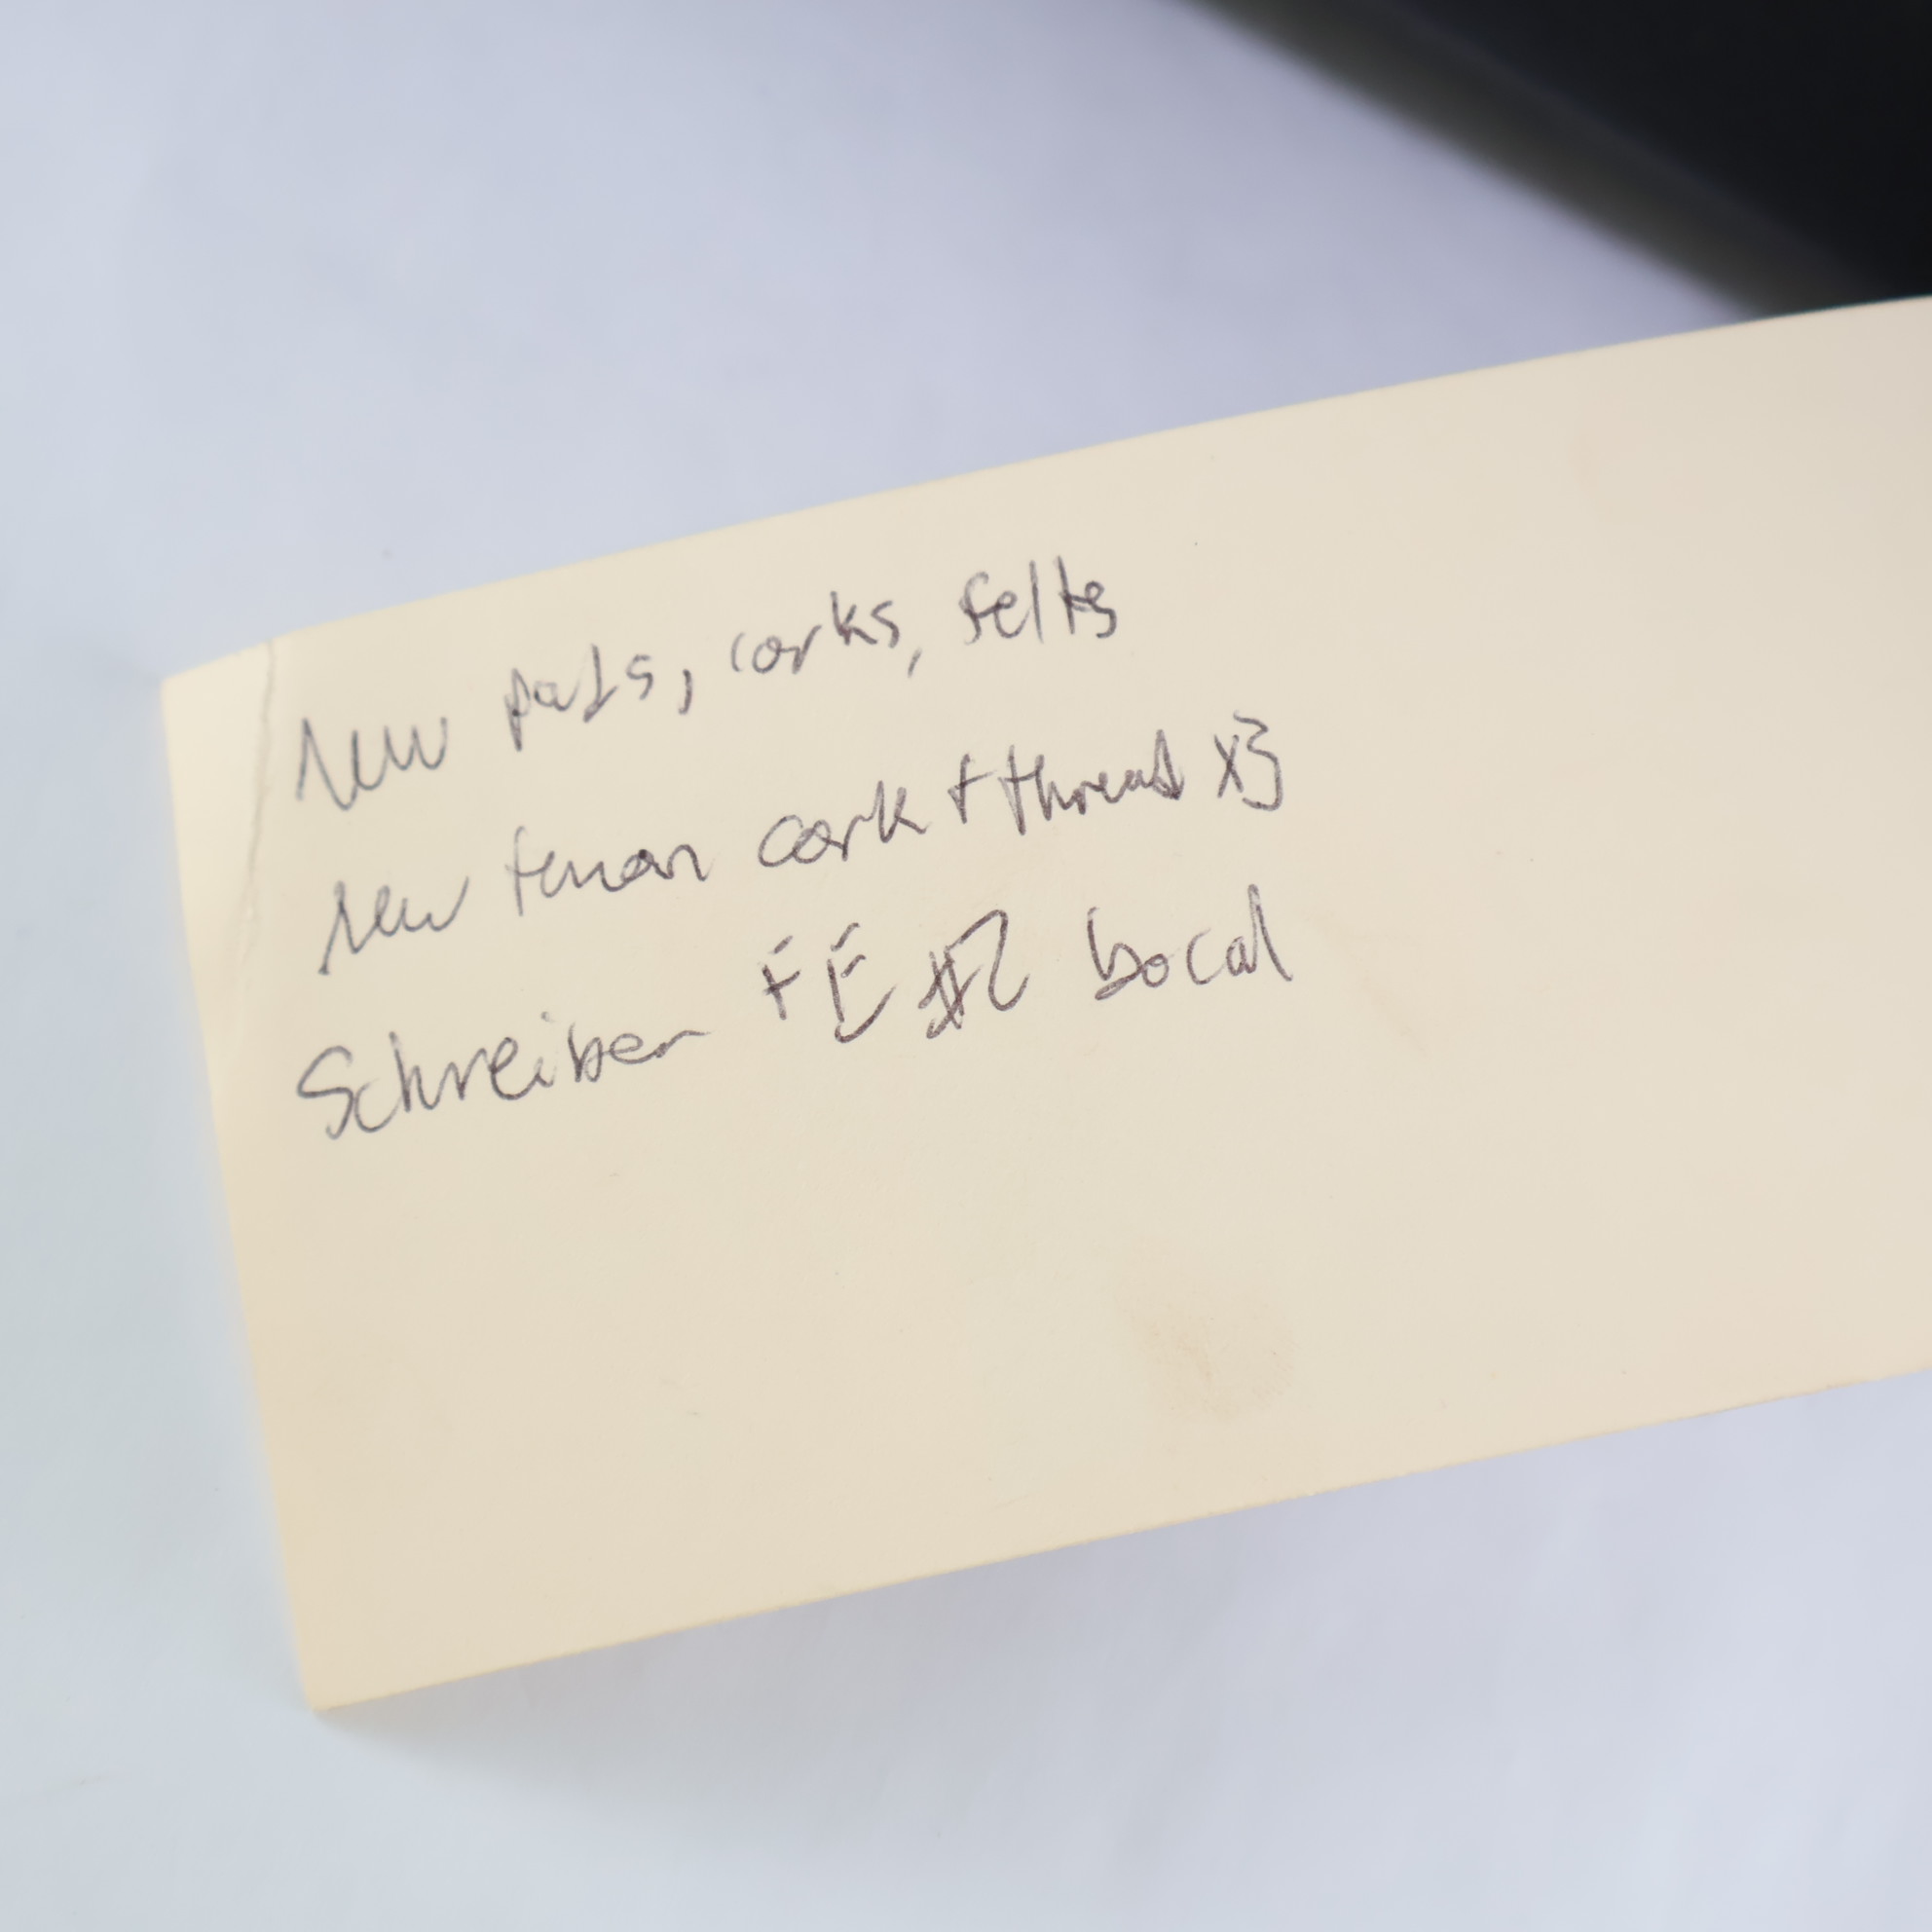 New pads, corks, felts
New tenon cork + thread x3
Schreiber FE #2 bocal